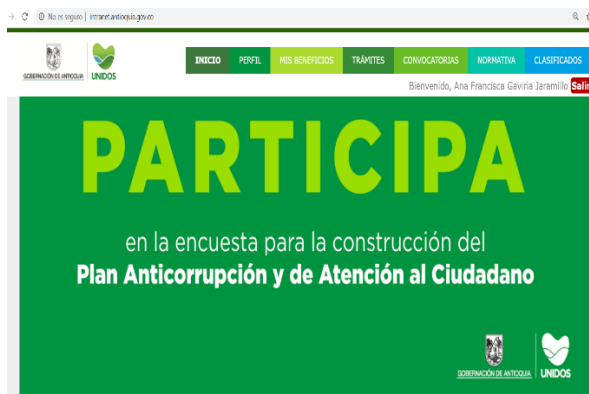 No es seguro | intranet.antioquia.gov.co
GOBERNACIÓN DE ANTIOQUIA
UNIDOS
INICIO PERFIL MIS BENEFICIOS TRÁMITES CONVOCATORIAS NORMATIVA CLASIFICADOS
Bienvenido, Ana Francisca Gaviria Jaramillo Salir
PARTICIPA
en la encuesta para la construcción del
Plan Anticorrupción y de Atención al Ciudadano
GOBERNACIÓN DE ANTIOQUIA
UNIDOS